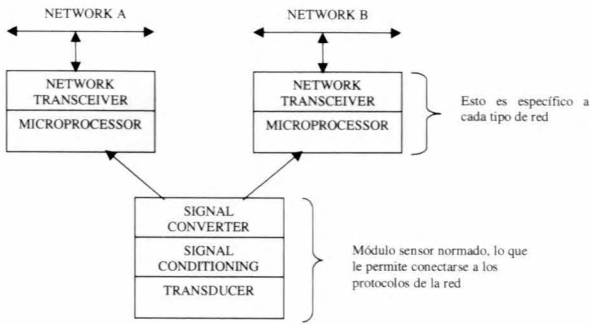 NETWORK A
NETWORK B
NETWORK
TRANSCEIVER
MICROPROCESSOR
NETWORK
TRANSCEIVER
MICROPROCESSOR
Esto es específico a
cada tipo de red
SIGNAL
CONVERTER
SIGNAL
CONDITIONING
TRANSDUCER
Módulo sensor normado, lo que
le permite conectarse a los
protocolos de la red